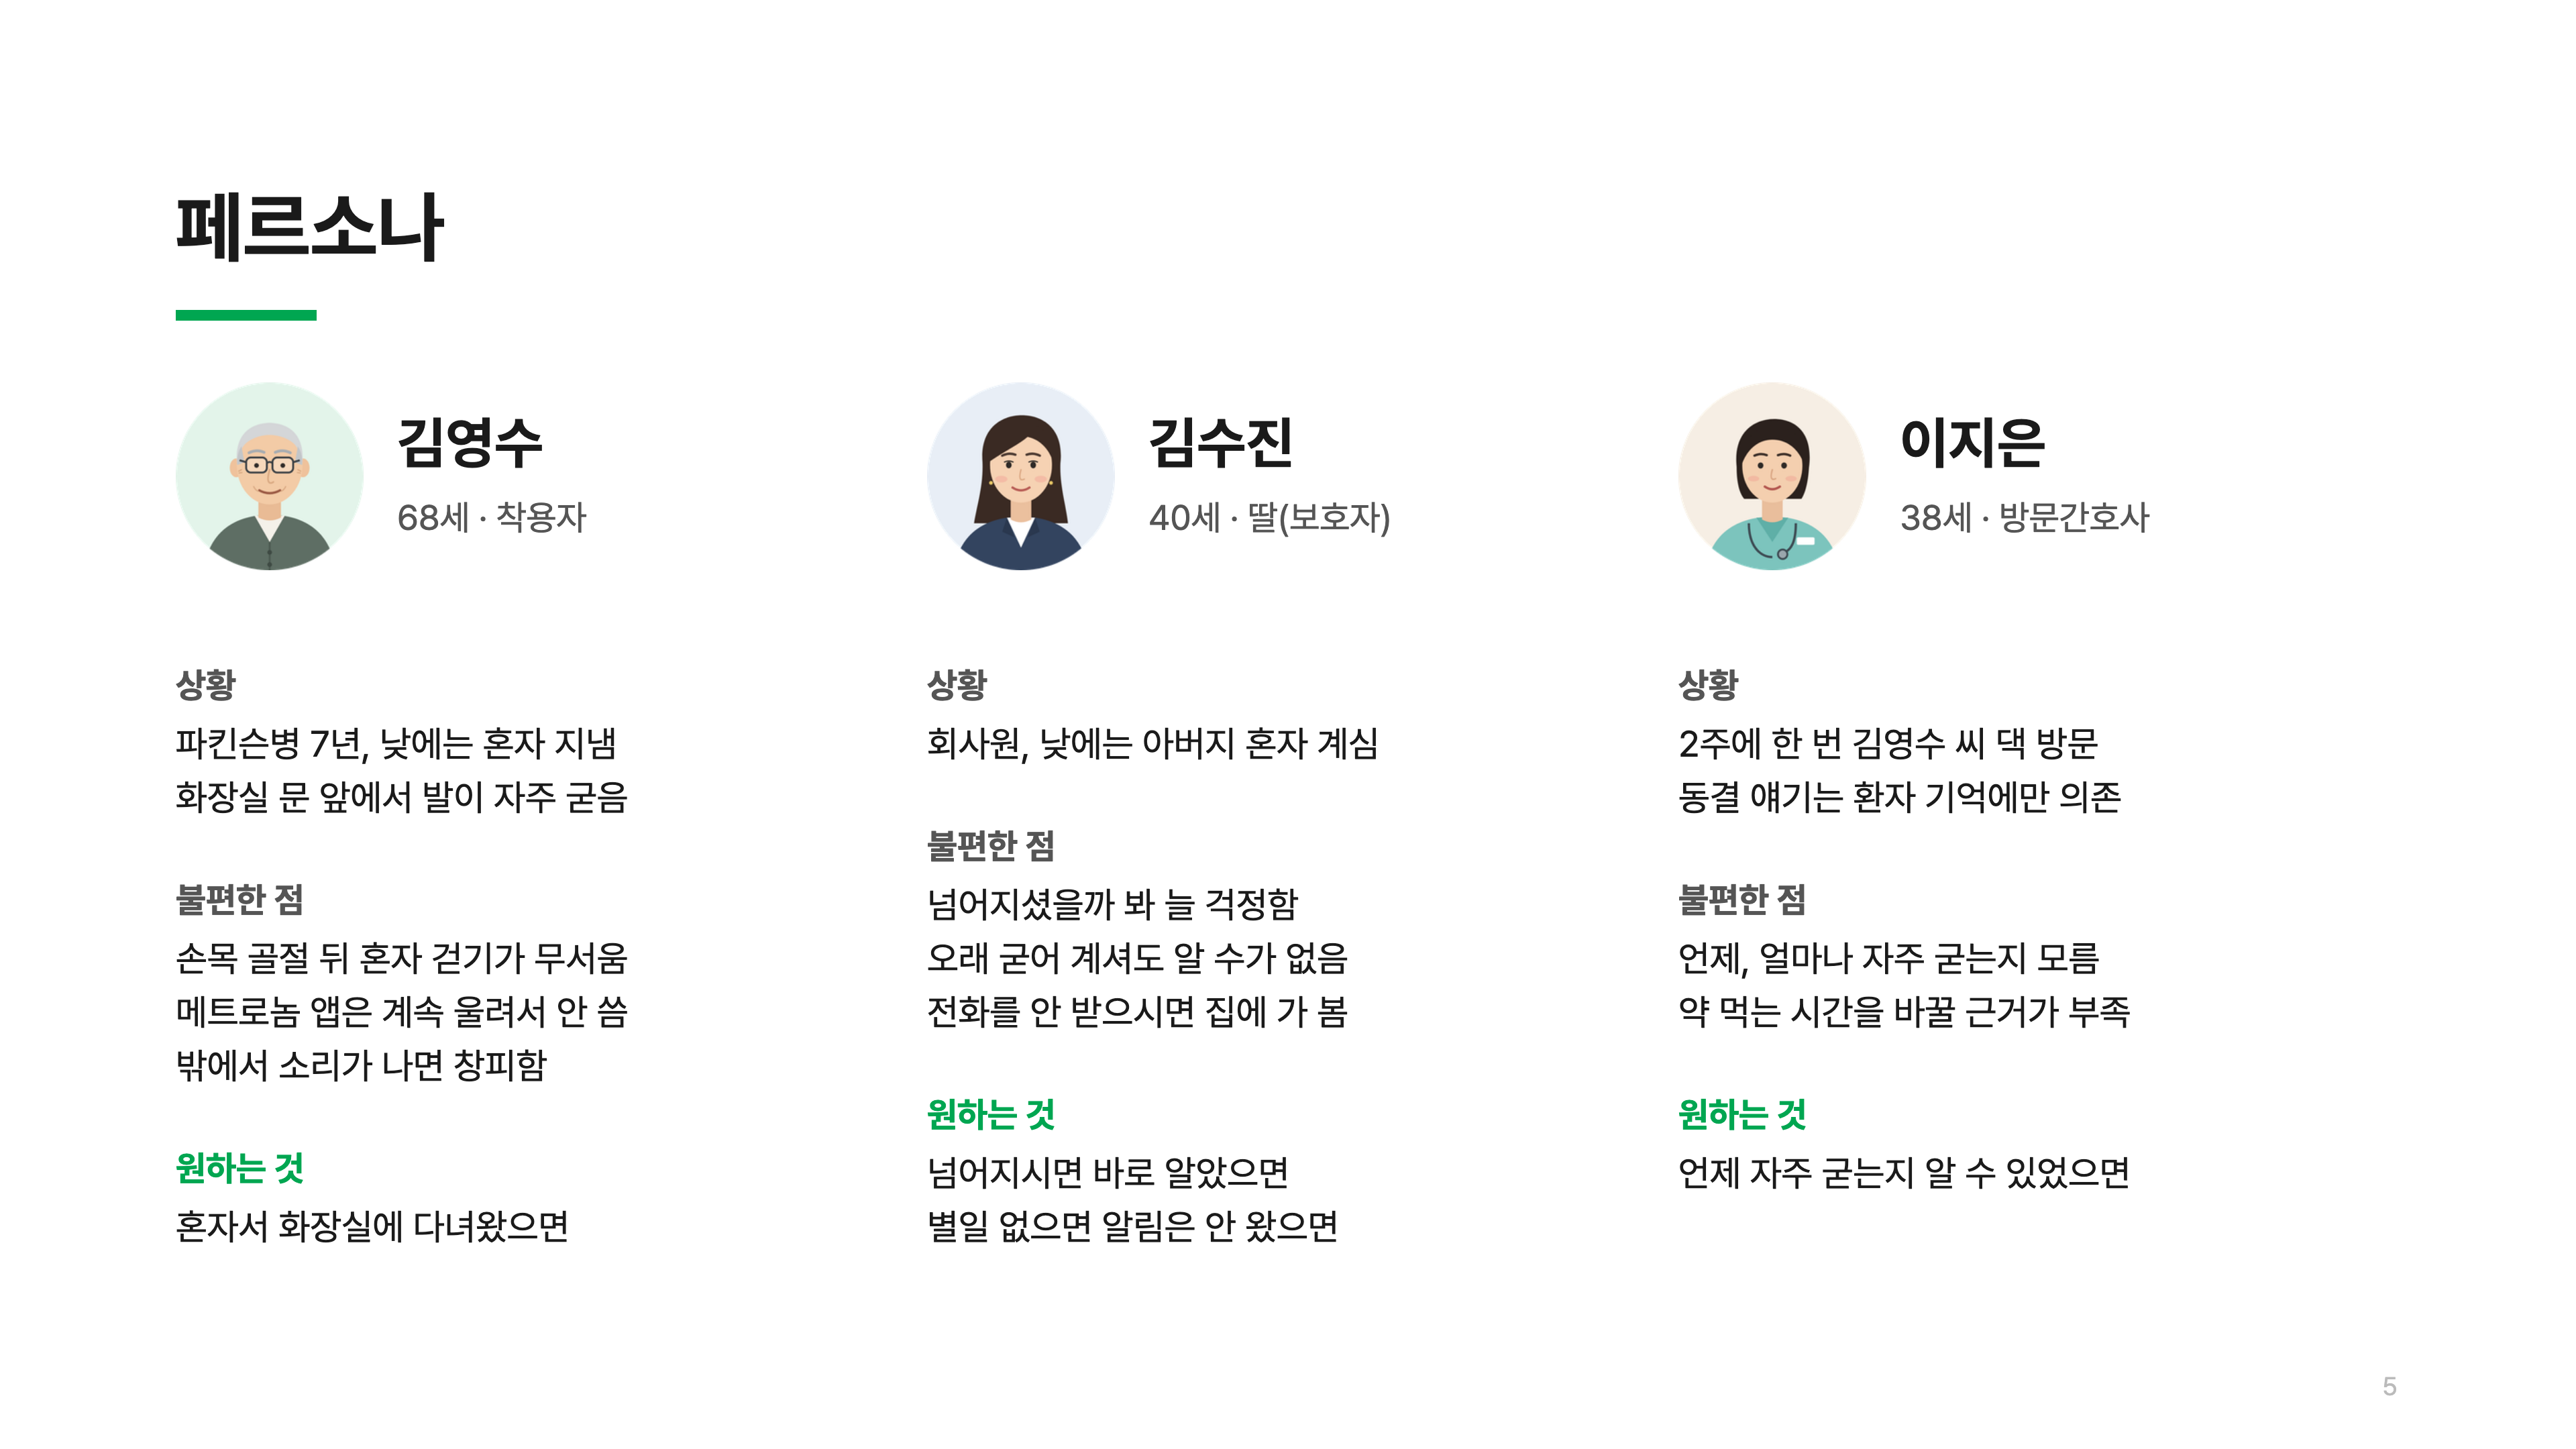 페르소나
김영수
68세 · 착용자
상황
파킨슨병 7년, 낮에는 혼자 지냄
화장실 문 앞에서 발이 자주 굳음
불편한 점
손목 골절 뒤 혼자 걷기가 무서움
메트로놈 앱은 계속 울려서 안 씀
밖에서 소리가 나면 창피함
원하는 것
혼자서 화장실에 다녀왔으면
김수진
40세 · 딸(보호자)
상황
회사원, 낮에는 아버지 혼자 계심
불편한 점
넘어지셨을까 봐 늘 걱정함
오래 굳어 계셔도 알 수가 없음
전화를 안 받으시면 집에 가 봄
원하는 것
넘어지시면 바로 알았으면
별일 없으면 알림은 안 왔으면
이지은
38세 · 방문간호사
상황
2주에 한 번 김영수 씨 댁 방문
동결 얘기는 환자 기억에만 의존
불편한 점
언제, 얼마나 자주 굳는지 모름
약 먹는 시간을 바꿀 근거가 부족
원하는 것
언제 자주 굳는지 알 수 있었으면
5